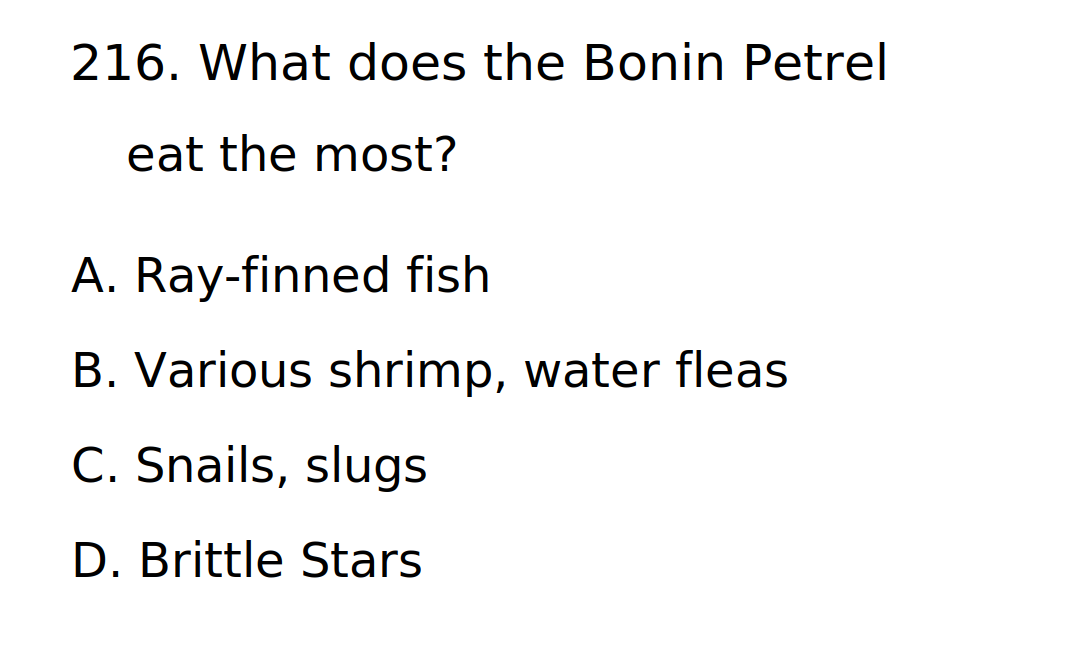 216. What does the Bonin Petrel
eat the most?
A. Ray-finned fish
B. Various shrimp, water fleas
C. Snails, slugs
D. Brittle Stars